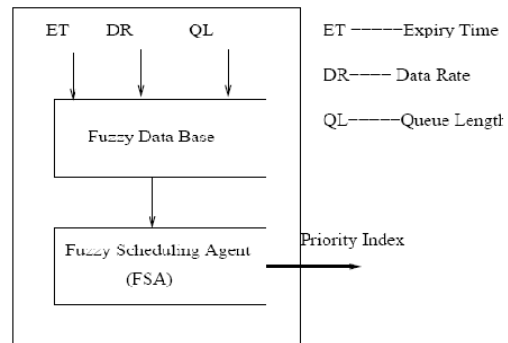 ET DR QL
ET -----Expiry Time
DR---- Data Rate
QL-----Queue Length
Fuzzy Data Base
Fuzzy Scheduling Agent
(FSA)
Priority Index